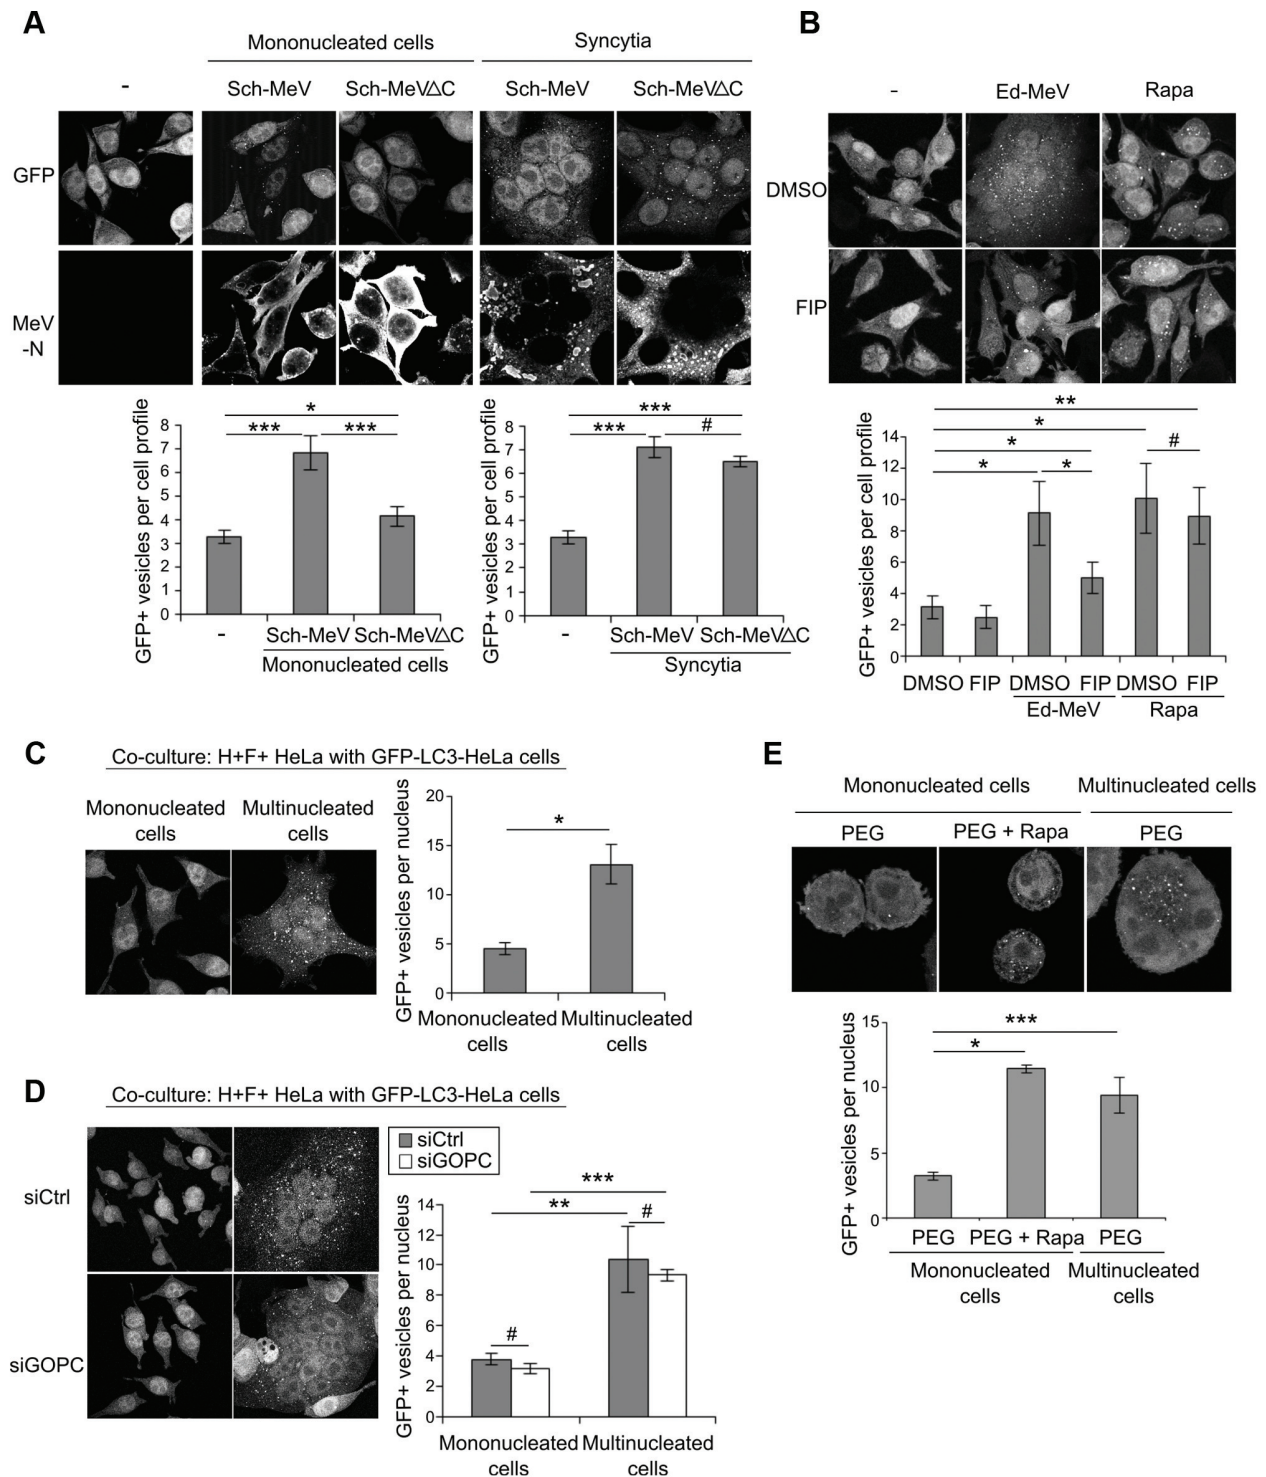 A
Mononucleated cells
Syncytia
-
Sch-MeV
Sch-MeV△C
Sch-MeV
Sch-MeV△C
GFP
MeV
-N
GFP+ vesicles per cell profile
8
7
6
5
4
3
2
1
0
*
***
***
-
Sch-MeV
Sch-MeV△C
Mononucleated cells
GFP+ vesicles per cell profile
8
7
6
5
4
3
2
1
0
***
***
#
-
Sch-MeV
Sch-MeV△C
Syncytia
B
-
Ed-MeV
Rapa
DMSO
FIP
GFP+ vesicles per cell profile
14
12
10
8
6
4
2
0
**
*
*
#
*
*
DMSO FIP DMSO FIP DMSO FIP
Ed-MeV
Rapa
C
Co-culture: H+F+ HeLa with GFP-LC3-HeLa cells
Mononucleated
cells
Multinucleated
cells
GFP+ vesicles per nucleus
20
15
10
5
0
*
Mononucleated
cells
Multinucleated
cells
D
Co-culture: H+F+ HeLa with GFP-LC3-HeLa cells
siCtrl
siGOPC
siCtrl
siGOPC
GFP+ vesicles per nucleus
14
12
10
8
6
4
2
0
***
**
#
#
Mononucleated
cells
Multinucleated
cells
E
Mononucleated cells
Multinucleated cells
PEG
PEG + Rapa
PEG
GFP+ vesicles per nucleus
15
10
5
0
***
*
PEG
PEG + Rapa
PEG
Mononucleated
cells
Multinucleated
cells